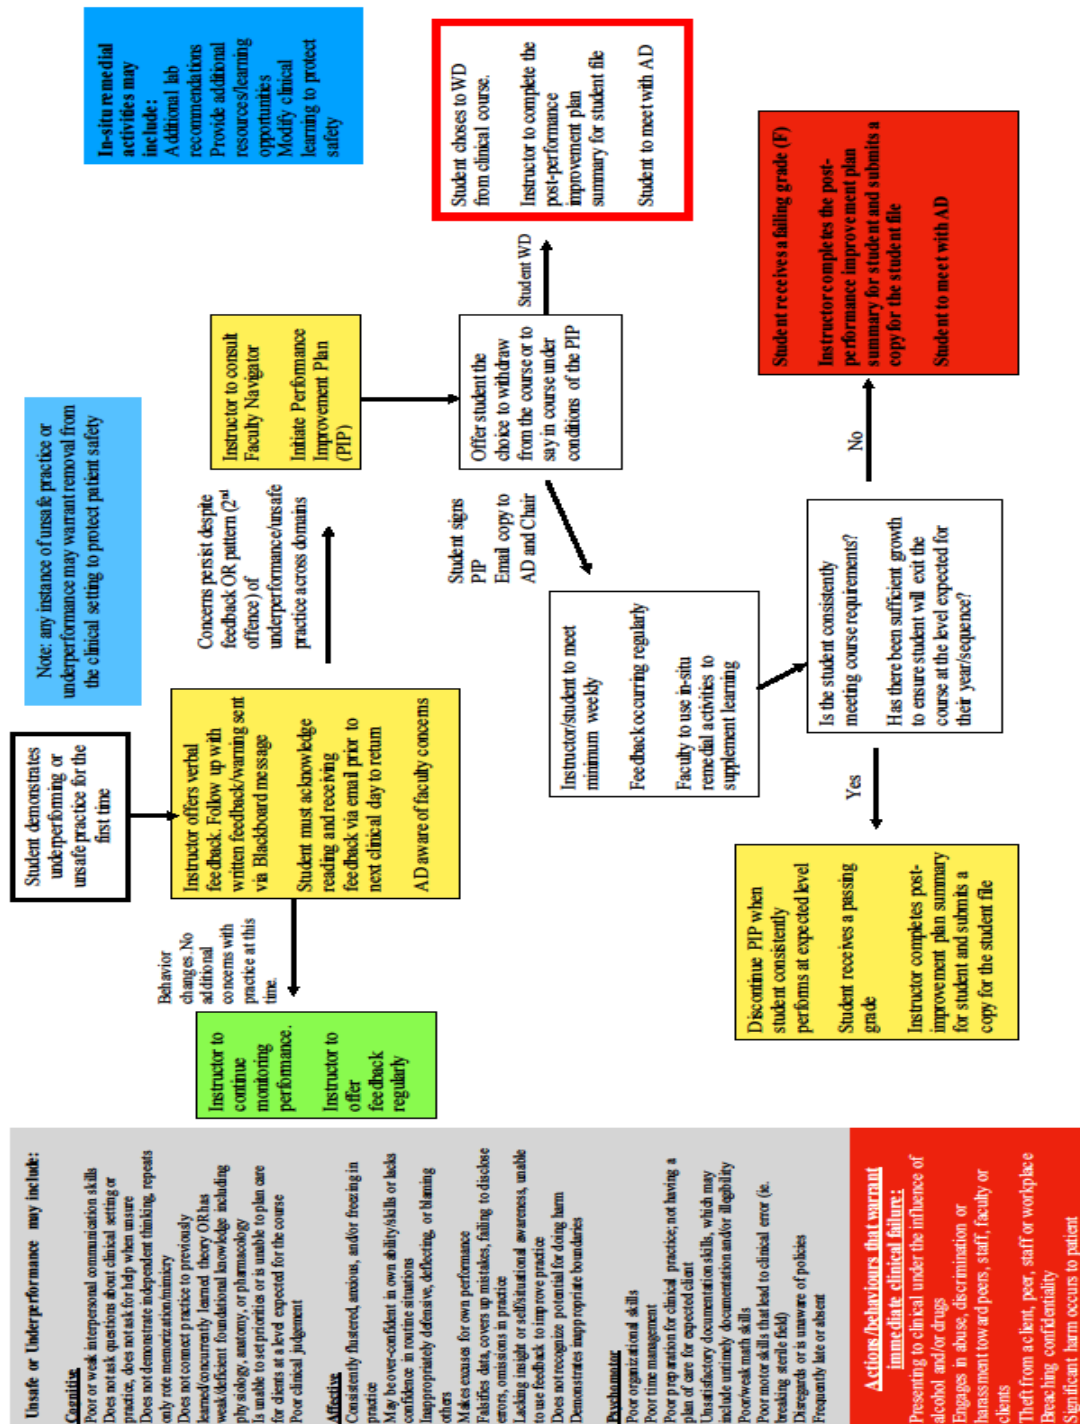 Unsafe or Underperformance may include:
Cognitive
Poor or weak interpersonal communication skills
Does not ask questions about clinical setting or
practice, does not ask for help when unsure
Does not demonstrate independent thinking, repeats
only rote memorization/mimicry
Does not connect practice to previously
learned/concurrently learned theory OR has
weak/deficient foundational knowledge including
physiology, anatomy, or pharmacology
Is unable to set priorities or is unable to plan care
for clients at a level expected for the course
Poor clinical judgement
Affective
Consistently flustered, anxious, and/or freezing in
practice
May be over-confident in own ability/skills or lacks
confidence in routine situations
Inappropriately defensive, deflecting, or blaming
others
Makes excuses for own performance
Falsifies data, covers up mistakes, failing to disclose
errors, omissions in practice
Lacking insight or self/situational awareness, unable
to use feedback to improve practice
Does not recognize potential for doing harm
Demonstrates inappropriate boundaries
Psychomotor
Poor organizational skills
Poor time management
Poor preparation for clinical practice; not having a
plan of care for expected client
Unsatisfactory documentation skills, which may
include untimely documentation and/or illegibility
Poor/weak math skills
Poor motor skills that lead to clinical error (ie.
breaking sterile field)
Disregards or is unaware of policies
Frequently late or absent
Actions/behaviours that warrant
immediate clinical failure:
Presenting to clinical under the influence of
alcohol and/or drugs
Engages in abuse, discrimination or
harassment toward peers, staff, faculty or
clients
Theft from a client, peer, staff or workplace
Breaching confidentiality
Significant harm occurs to patient
Student demonstrates
underperforming or
unsafe practice for the
first time
Note: any instance of unsafe practice or
underperformance may warrant removal from
the clinical setting to protect patient safety
In-situ remedial
activities may
include:
Additional lab
recommendations
Provide additional
resources/learning
opportunities
Modify clinical
learning to protect
safety
Instructor offers verbal
feedback. Follow up with
written feedback/warning sent
via Blackboard message
Student must acknowledge
reading and receiving
feedback via email prior to
next clinical day to return
AD aware of faculty concerns
Behavior
changes. No
additional
concerns with
practice at this
time.
Instructor to
continue
monitoring
performance.
Instructor to
offer
feedback
regularly
Concerns persist despite
feedback OR pattern (2nd
offence) of
underperformance/unsafe
practice across domains
Instructor to consult
Faculty Navigator
Initiate Performance
Improvement Plan
(PIP)
Offer student the
choice to withdraw
from the course or to
say in course under
conditions of the PIP
Student WD
Student choses to WD
from clinical course.
Instructor to complete the
post-performance
improvement plan
summary for student file
Student to meet with AD
Student signs
PIP
Email copy to
AD and Chair
Instructor/student to meet
minimum weekly
Feedback occurring regularly
Faculty to use in-situ
remedial activities to
supplement learning
Is the student consistently
meeting course requirements?
Has there been sufficient growth
to ensure student will exit the
course at the level expected for
their year/sequence?
Yes
Discontinue PIP when
student consistently
performs at expected level
Student receives a passing
grade
Instructor completes post-
improvement plan summary
for student and submits a
copy for the student file
No
Student receives a failing grade (F)
Instructor completes the post-
performance improvement plan
summary for student and submits a
copy for the student file
Student to meet with AD